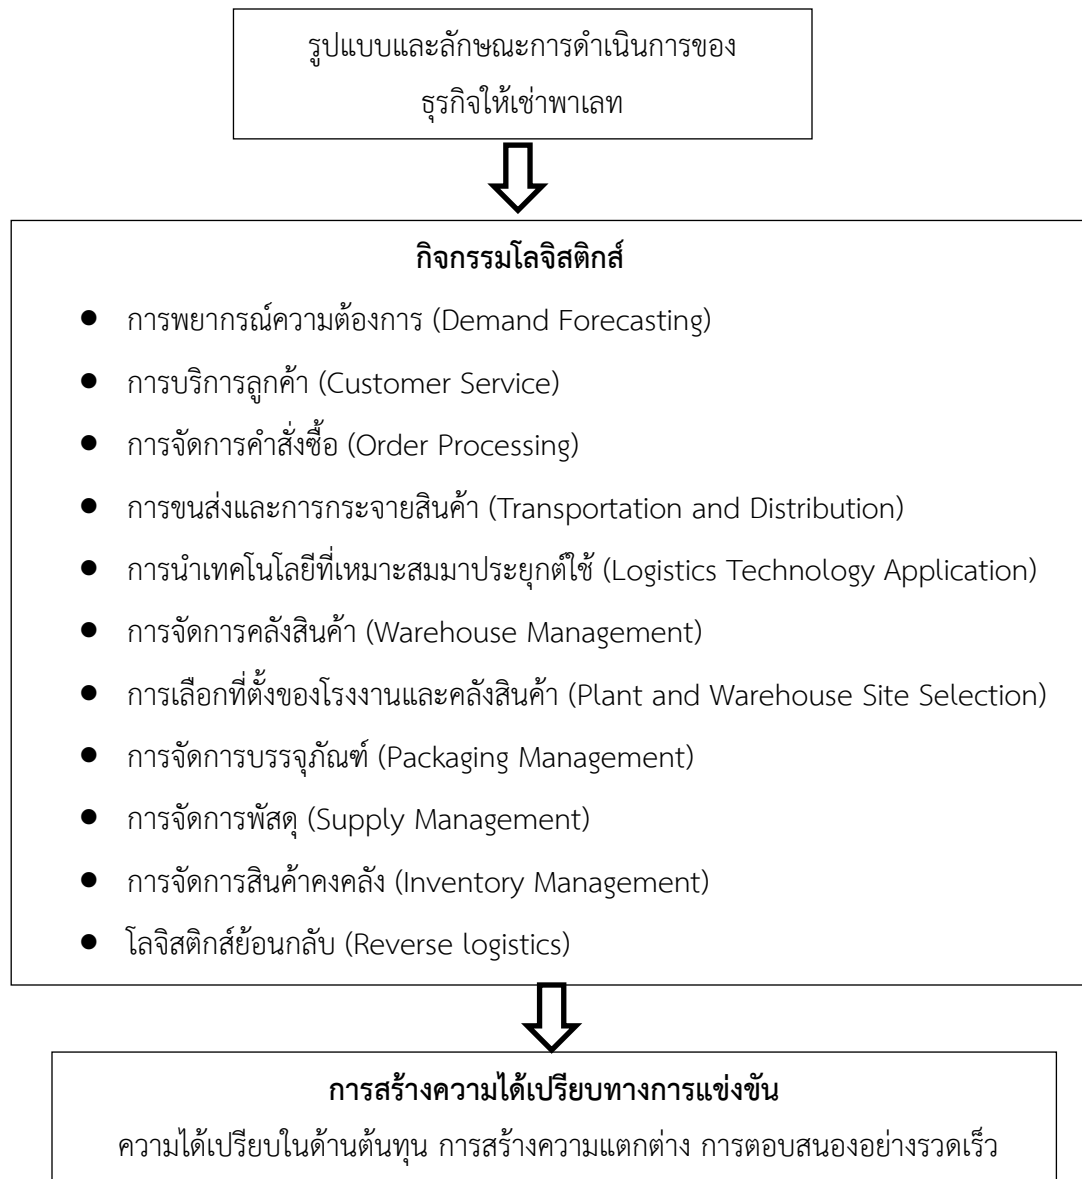 รูปแบบและลักษณะการดำเนินการของ
ธุรกิจให้เช่าพาเลท
กิจกรรมโลจิสติกส์
● การพยากรณ์ความต้องการ (Demand Forecasting)
● การบริการลูกค้า (Customer Service)
● การจัดการคำสั่งซื้อ (Order Processing)
● การขนส่งและการกระจายสินค้า (Transportation and Distribution)
● การนำเทคโนโลยีที่เหมาะสมมาประยุกต์ใช้ (Logistics Technology Application)
● การจัดการคลังสินค้า (Warehouse Management)
● การเลือกที่ตั้งของโรงงานและคลังสินค้า (Plant and Warehouse Site Selection)
● การจัดการบรรจุภัณฑ์ (Packaging Management)
● การจัดการพัสดุ (Supply Management)
● การจัดการสินค้าคงคลัง (Inventory Management)
● โลจิสติกส์ย้อนกลับ (Reverse logistics)
การสร้างความได้เปรียบทางการแข่งขัน
ความได้เปรียบในด้านต้นทุน การสร้างความแตกต่าง การตอบสนองอย่างรวดเร็ว